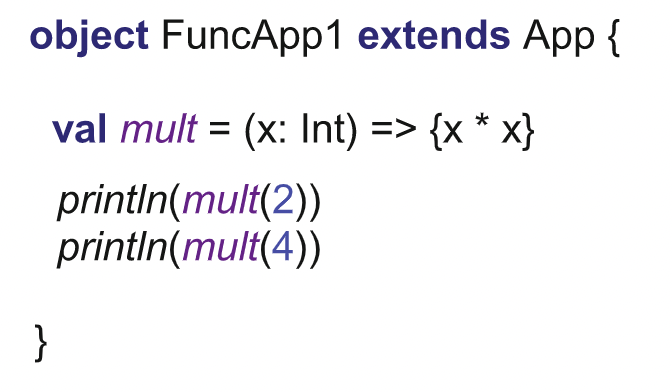 object FuncApp1 extends App {
val mult = (x: Int) => {x * x}
println(mult(2))
println(mult(4))
}